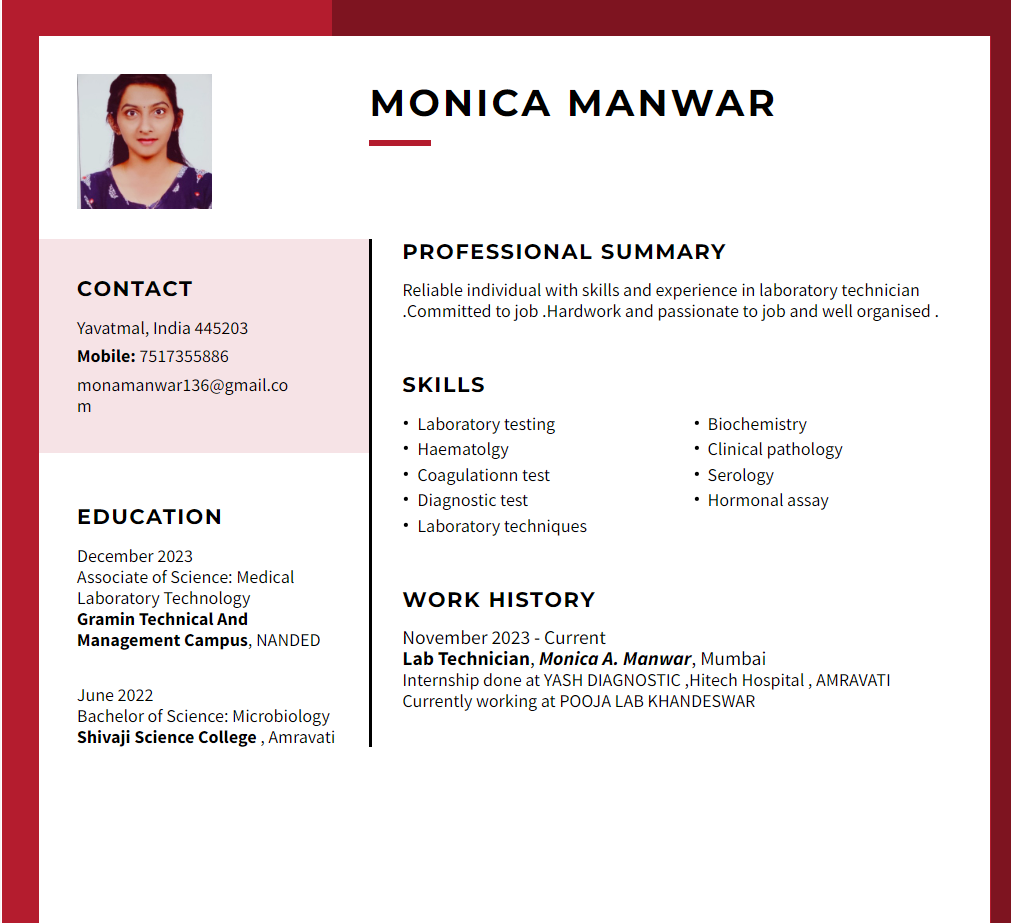 MONICA MANWAR
CONTACT
Yavatmal, India 445203
Mobile: 7517355886
monamanwar136@gmail.co
m
EDUCATION
December 2023
Associate of Science: Medical
Laboratory Technology
Gramin Technical And
Management Campus, NANDED
June 2022
Bachelor of Science: Microbiology
Shivaji Science College , Amravati
PROFESSIONAL SUMMARY
Reliable individual with skills and experience in laboratory technician
.Committed to job .Hardwork and passionate to job and well organised .
SKILLS
• Laboratory testing
• Haematolgy
• Coagulationn test
• Diagnostic test
• Laboratory techniques
• Biochemistry
• Clinical pathology
• Serology
• Hormonal assay
WORK HISTORY
November 2023 - Current
Lab Technician, Monica A. Manwar, Mumbai
Internship done at YASH DIAGNOSTIC ,Hitech Hospital , AMRAVATI
Currently working at POOJA LAB KHANDESWAR